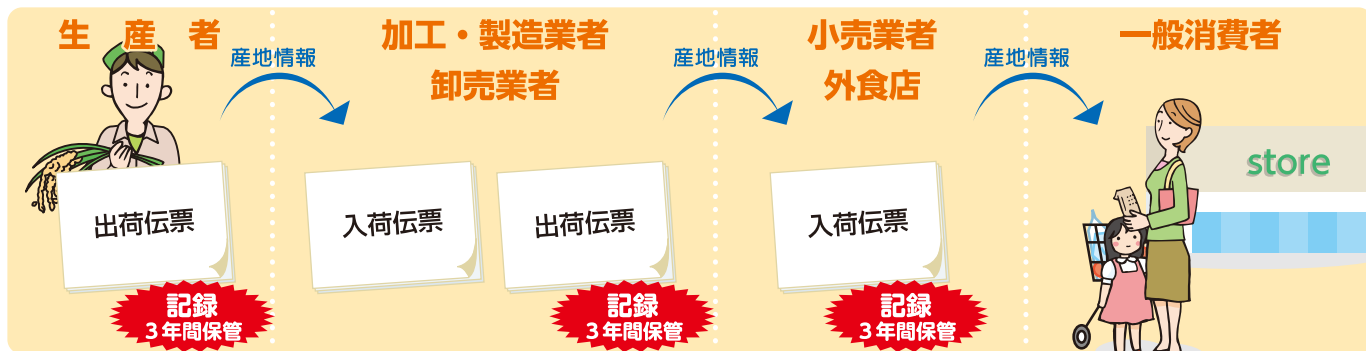 生産者
産地情報
加工・製造業者
卸売業者
産地情報
小売業者
外食店
産地情報
一般消費者
出荷伝票
記録
3年間保管
入荷伝票
出荷伝票
記録
3年間保管
入荷伝票
記録
3年間保管
store